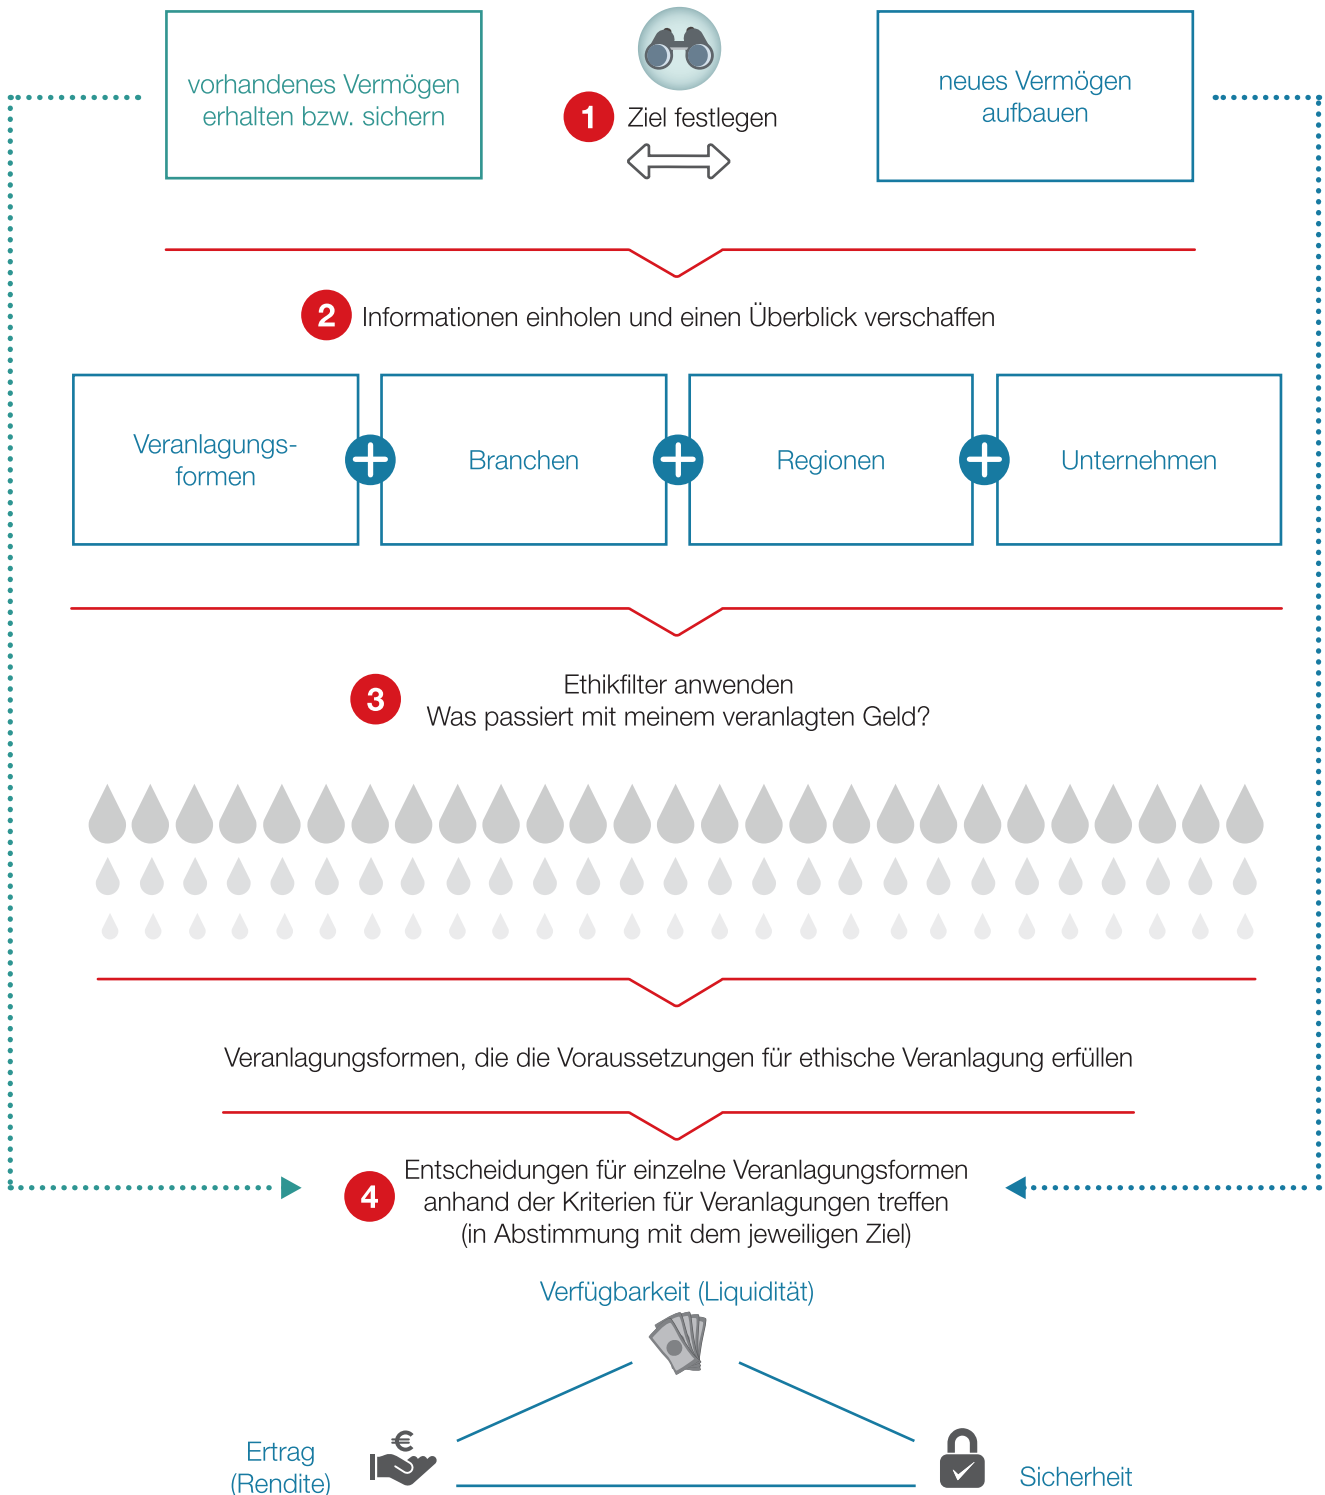 vorhandenes Vermögen
erhalten bzw. sichern
1 Ziel festlegen
neues Vermögen
aufbauen
2 Informationen einholen und einen Überblick verschaffen
Veranlagungs-
formen
Branchen
Regionen
Unternehmen
3 Ethikfilter anwenden
Was passiert mit meinem veranlagten Geld?
Veranlagungsformen, die die Voraussetzungen für ethische Veranlagung erfüllen
4 Entscheidungen für einzelne Veranlagungsformen
anhand der Kriterien für Veranlagungen treffen
(in Abstimmung mit dem jeweiligen Ziel)
Verfügbarkeit (Liquidität)
Ertrag
(Rendite)
€
Sicherheit